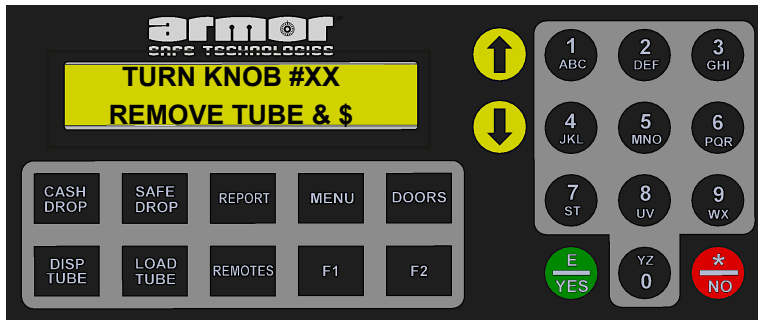 armor
SAFE TECHNOLOGIES
TURN KNOB #XX
REMOVE TUBE & $
CASH
DROP
SAFE
DROP
REPORT
MENU
DOORS
DISP
TUBE
LOAD
TUBE
REMOTES
F1
F2
1
ABC
2
DEF
3
GHI
4
JKL
5
MNO
6
PQR
7
ST
8
UV
9
WX
E
YES
YZ
0
*
NO